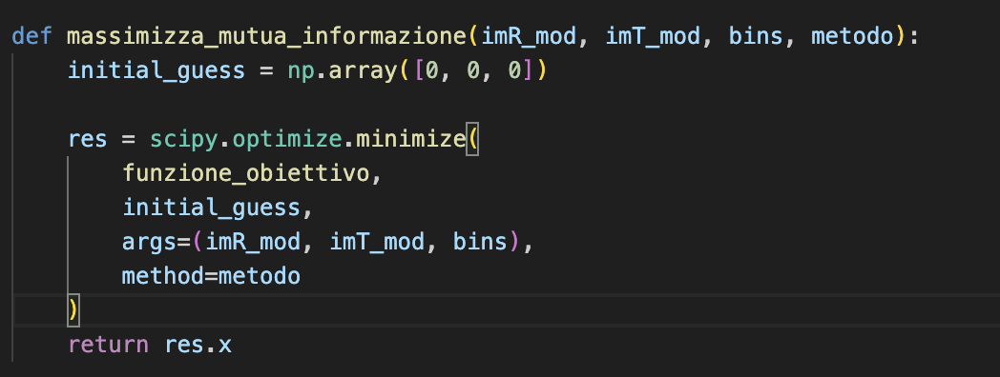 def massimizza_mutua_informazione(imR_mod, imT_mod, bins, metodo):
    initial_guess = np.array([0, 0, 0])
    res = scipy.optimize.minimize(
        funzione_obiettivo,
        initial_guess,
        args=(imR_mod, imT_mod, bins),
        method=metodo
    )
    return res.x